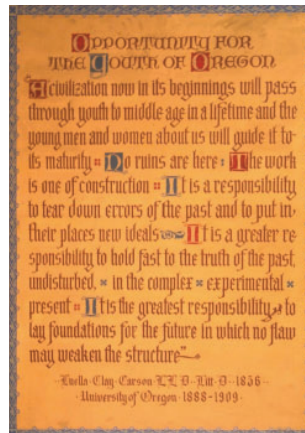 OPPORTUNITY FOR
THE YOUTH OF OREGON
A civilization now in its beginnings will pass
through youth to middle age in a lifetime and the
young men and women about us will guide it to
its maturity No ruins are here: The work
is one of construction It is a responsibility
to tear down errors of the past and to put in
their places new ideals It is a greater re
sponsibility to hold fast to the truth of the past,
undisturbed, in the complex experimental
present It is the greatest responsibility to
lay foundations for the future in which no flaw
may weaken the structure"
Luella Clay Carson LL D Litt D 1856
University of Oregon 1888-1909